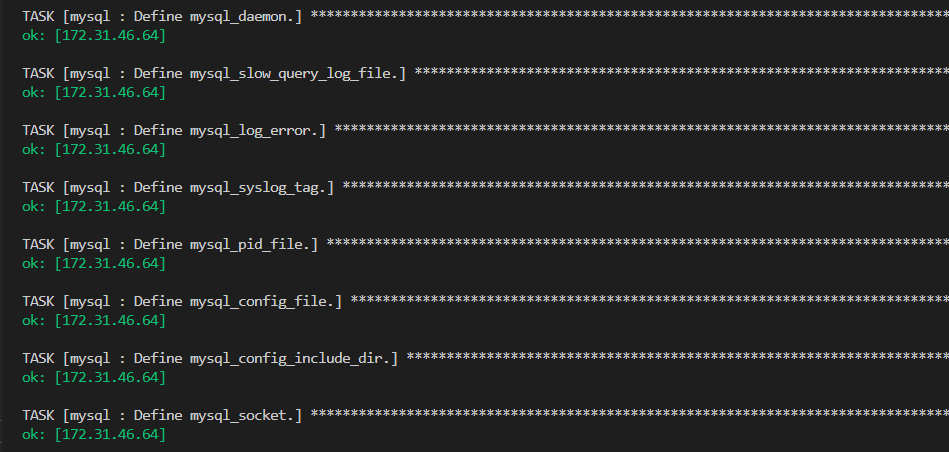 TASK [mysql : Define mysql_daemon.] ********************************************************************************
ok: [172.31.46.64]
TASK [mysql : Define mysql_slow_query_log_file.] *******************************************************************
ok: [172.31.46.64]
TASK [mysql : Define mysql_log_error.] *****************************************************************************
ok: [172.31.46.64]
TASK [mysql : Define mysql_syslog_tag.] ****************************************************************************
ok: [172.31.46.64]
TASK [mysql : Define mysql_pid_file.] ******************************************************************************
ok: [172.31.46.64]
TASK [mysql : Define mysql_config_file.] ***************************************************************************
ok: [172.31.46.64]
TASK [mysql : Define mysql_config_include_dir.] ********************************************************************
ok: [172.31.46.64]
TASK [mysql : Define mysql_socket.] ********************************************************************************
ok: [172.31.46.64]